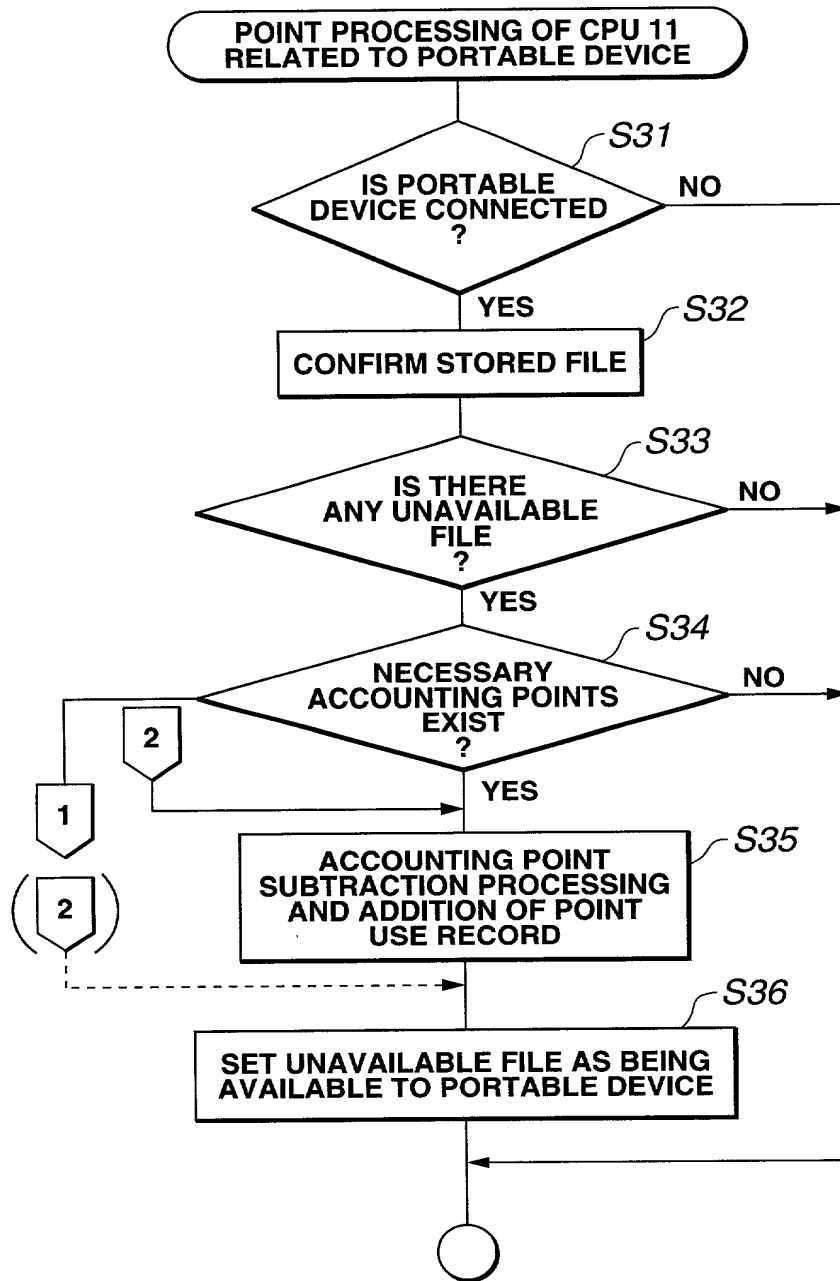 POINT PROCESSING OF CPU 11
RELATED TO PORTABLE DEVICE
S31
IS PORTABLE
DEVICE CONNECTED
?
NO
YES
S32
CONFIRM STORED FILE
S33
IS THERE
ANY UNAVAILABLE
FILE
?
NO
YES
S34
NECESSARY
ACCOUNTING POINTS
EXIST
?
NO
2
YES
1
S35
ACCOUNTING POINT
SUBTRACTION PROCESSING
AND ADDITION OF POINT
USE RECORD
(2)
S36
SET UNAVAILABLE FILE AS BEING
AVAILABLE TO PORTABLE DEVICE